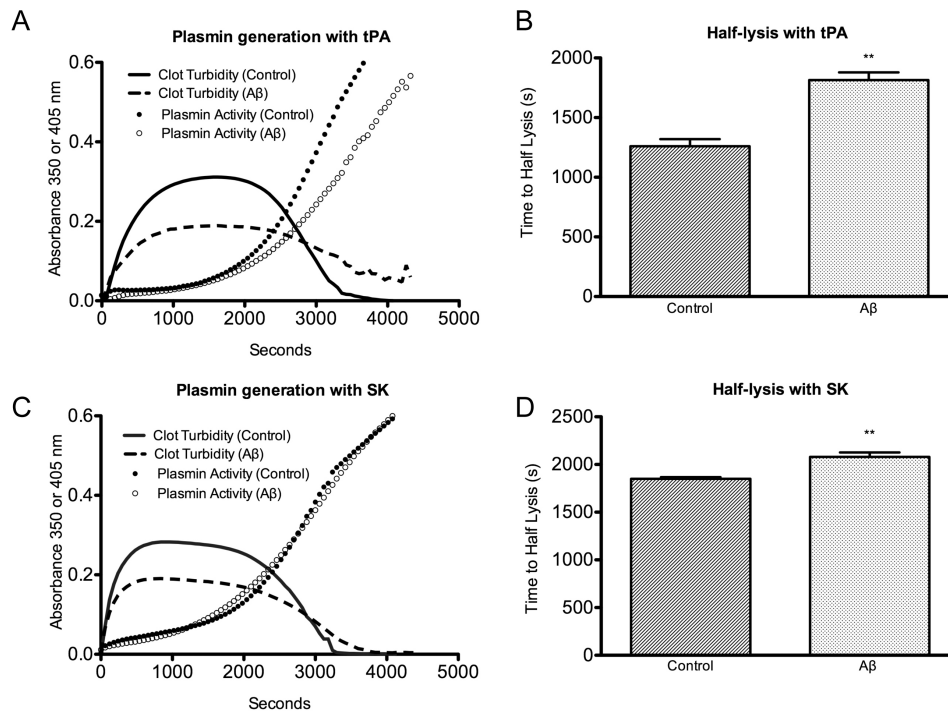 A
Plasmin generation with tPA
Absorbance 350 or 405 nm
0.6
0.4
0.2
0.0
Clot Turbidity (Control)
Clot Turbidity (Aβ)
Plasmin Activity (Control)
Plasmin Activity (Aβ)
0 1000 2000 3000 4000 5000
Seconds
B
Half-lysis with tPA
Time to Half Lysis (s)
2000
1500
1000
500
0
**
Control Aβ
C
Plasmin generation with SK
Absorbance 350 or 405 nm
0.6
0.4
0.2
0.0
Clot Turbidity (Control)
Clot Turbidity (Aβ)
Plasmin Activity (Control)
Plasmin Activity (Aβ)
0 1000 2000 3000 4000 5000
Seconds
D
Half-lysis with SK
Time to Half Lysis (s)
2500
2000
1500
1000
500
0
**
Control Aβ